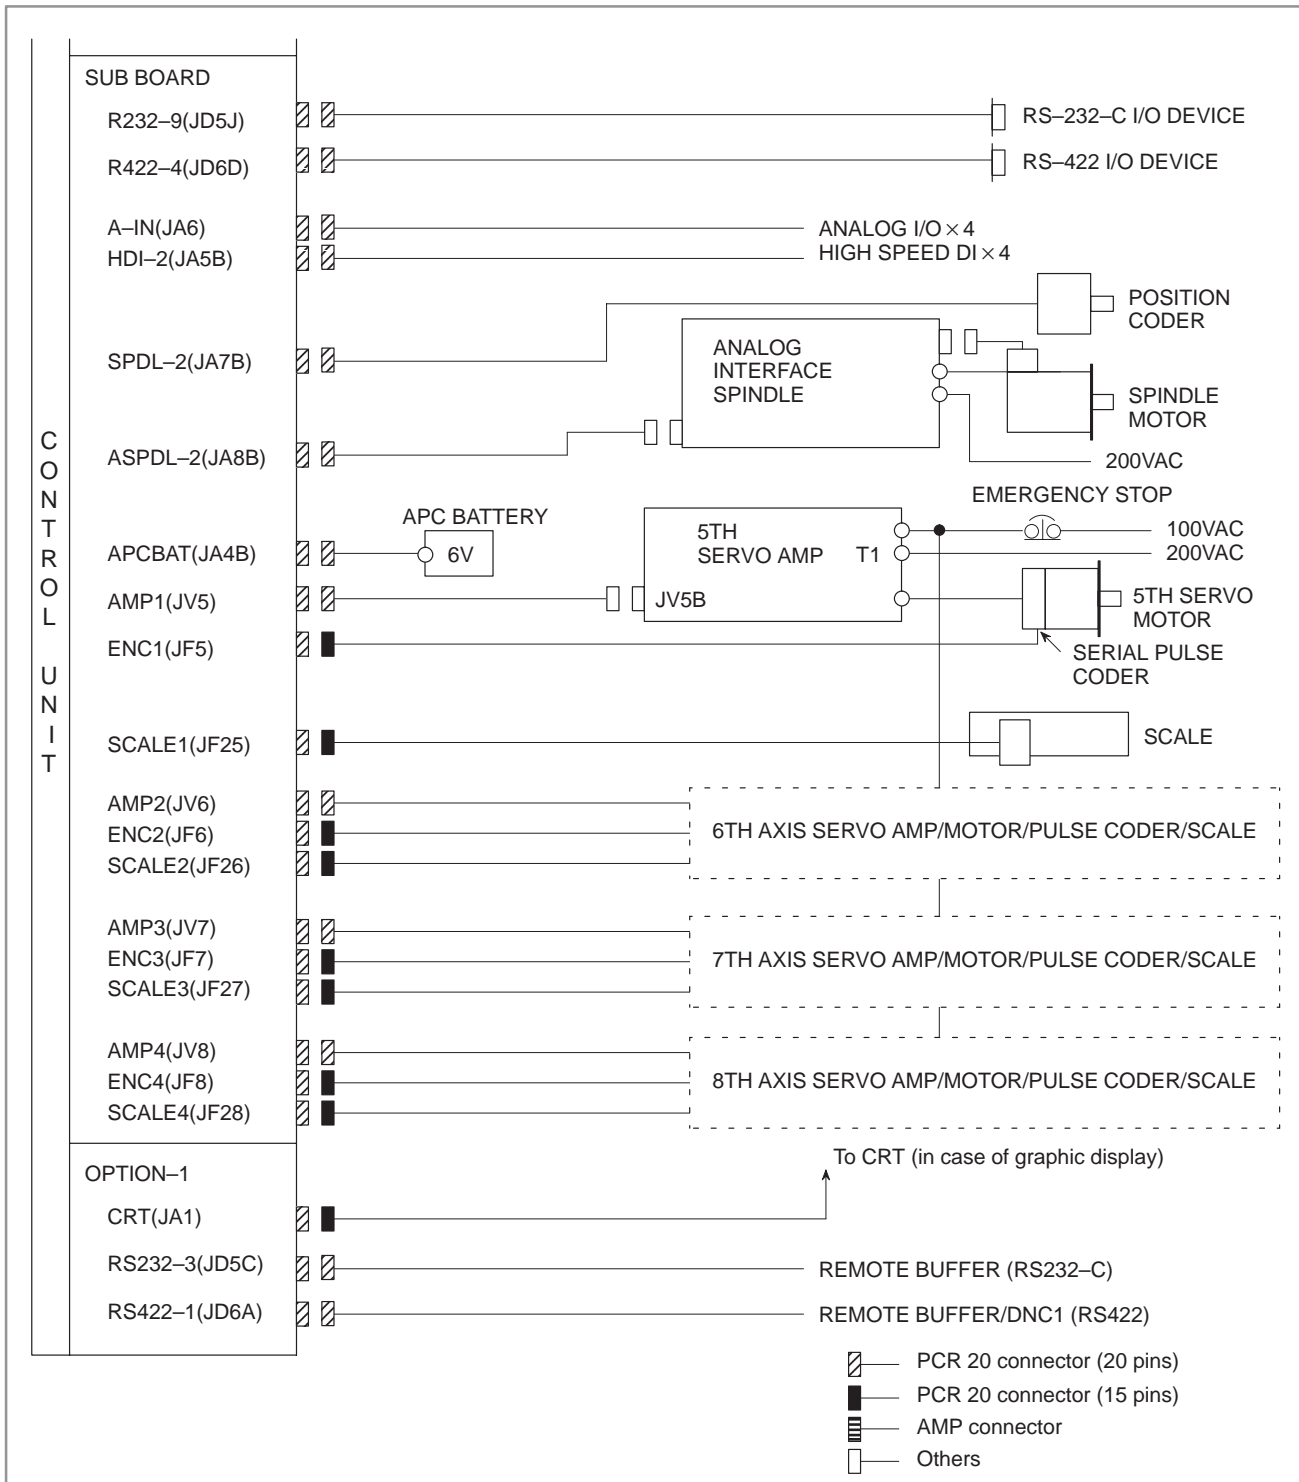 SUB BOARD
R232–9(JD5J)
RS–232–C I/O DEVICE
R422–4(JD6D)
RS–422 I/O DEVICE
A–IN(JA6)
ANALOG I/O × 4
HDI–2(JA5B)
HIGH SPEED DI × 4
POSITION
CODER
SPDL–2(JA7B)
ANALOG
INTERFACE
SPINDLE
SPINDLE
MOTOR
ASPDL–2(JA8B)
200VAC
CONTROL UNIT
EMERGENCY STOP
APC BATTERY
APCBAT(JA4B)
6V
5TH
SERVO AMP
T1
100VAC
200VAC
AMP1(JV5)
JV5B
5TH SERVO
MOTOR
ENC1(JF5)
SERIAL PULSE
CODER
SCALE1(JF25)
SCALE
AMP2(JV6)
ENC2(JF6)
SCALE2(JF26)
6TH AXIS SERVO AMP/MOTOR/PULSE CODER/SCALE
AMP3(JV7)
ENC3(JF7)
SCALE3(JF27)
7TH AXIS SERVO AMP/MOTOR/PULSE CODER/SCALE
AMP4(JV8)
ENC4(JF8)
SCALE4(JF28)
8TH AXIS SERVO AMP/MOTOR/PULSE CODER/SCALE
OPTION–1
To CRT (in case of graphic display)
CRT(JA1)
RS232–3(JD5C)
REMOTE BUFFER (RS232–C)
RS422–1(JD6A)
REMOTE BUFFER/DNC1 (RS422)
PCR 20 connector (20 pins)
PCR 20 connector (15 pins)
AMP connector
Others